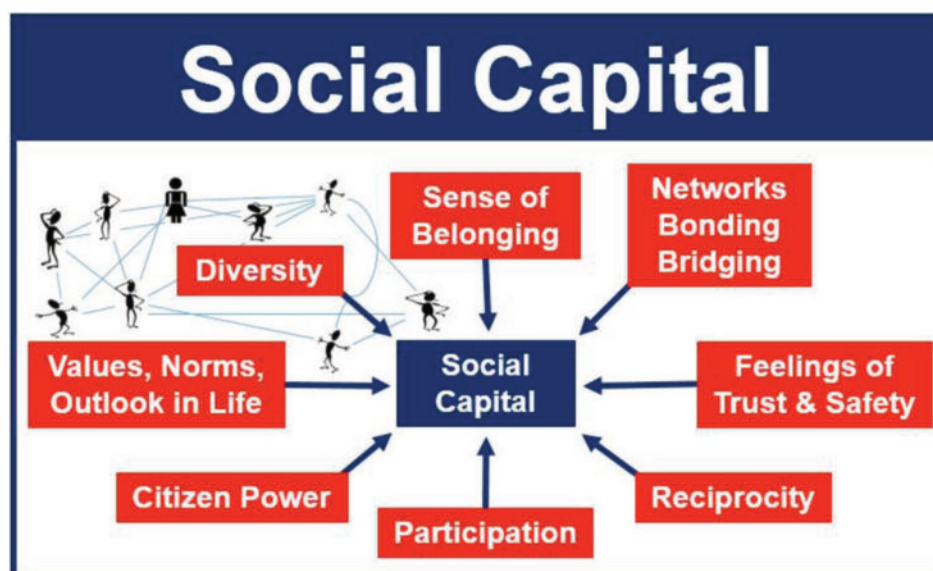 Social Capital
Sense of
Belonging
Networks
Bonding
Bridging
Diversity
Values, Norms,
Outlook in Life
Social
Capital
Feelings of
Trust & Safety
Citizen Power
Participation
Reciprocity